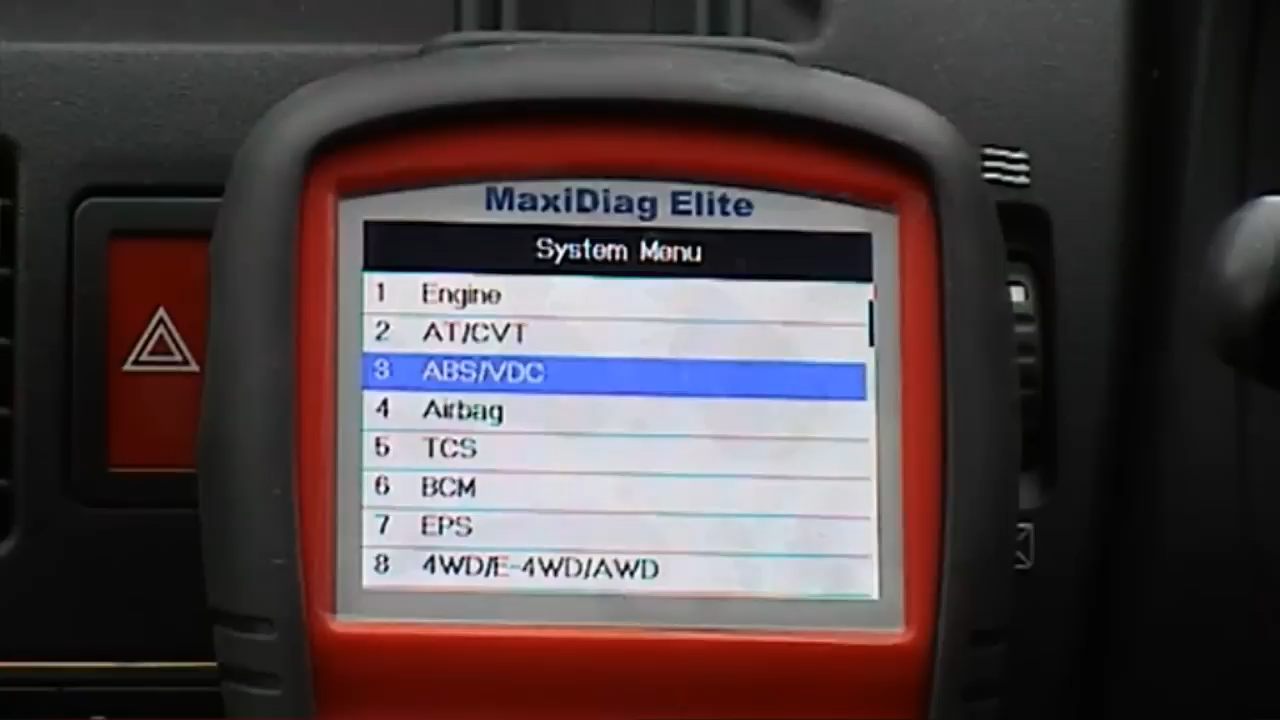 MaxiDiag Elite
System Menu
1 Engine
2 AT/CVT
3 ABS/VDC
4 Airbag
5 TCS
6 BCM
7 EPS
8 4WD/E-4WD/AWD